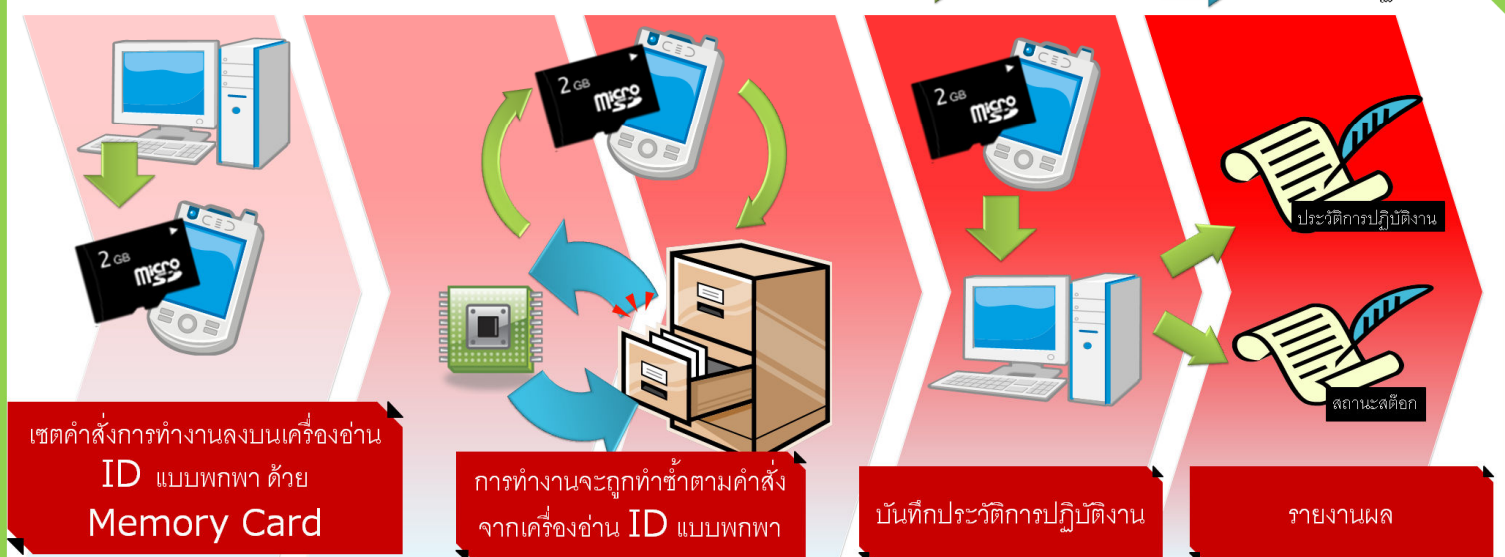 2 GB
Micro
SD
2 GB
Micro
SD
2 GB
Micro
SD
ประวัติการปฏิบัติงาน
สถานะสต๊อก
เซตคำสั่งการทำงานลงบนเครื่องอ่าน
ID แบบพกพา ด้วย
Memory Card
การทำงานจะถูกทำซ้ำตามคำสั่ง
จากเครื่องอ่าน ID แบบพกพา
บันทึกประวัติการปฏิบัติงาน
รายงานผล